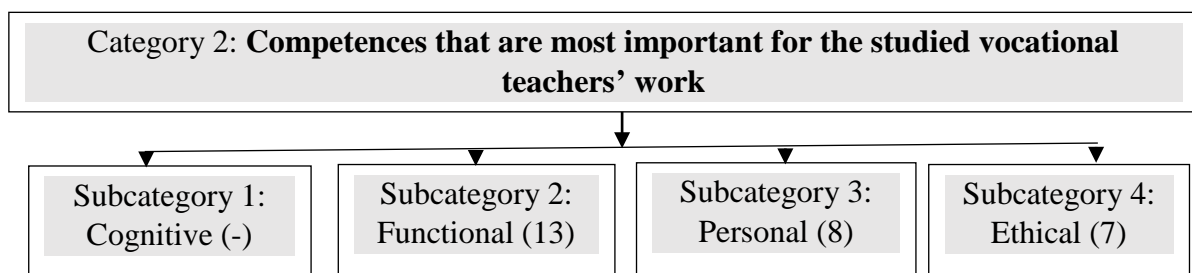 Category 2: Competences that are most important for the studied vocational
teachers’ work
Subcategory 1:
Cognitive (-)
Subcategory 2:
Functional (13)
Subcategory 3:
Personal (8)
Subcategory 4:
Ethical (7)